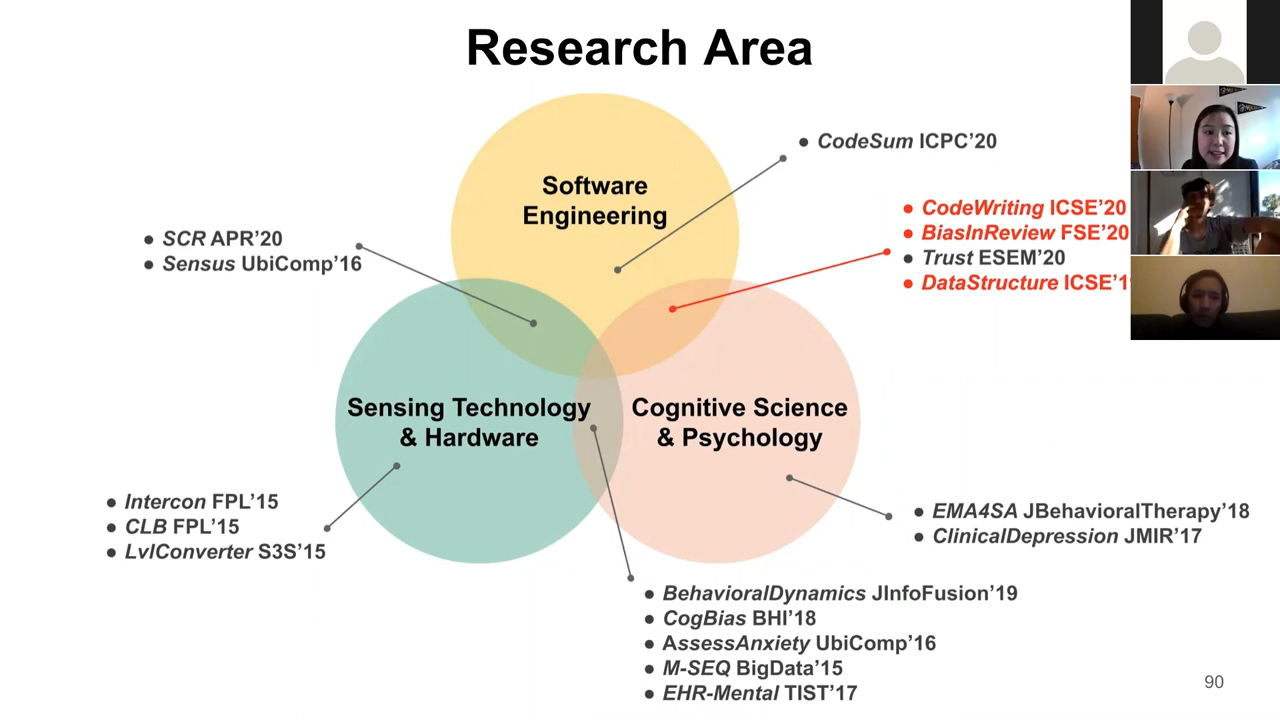 Research Area
Software
Engineering
● CodeSum ICPC’20
● SCR APR’20
● Sensus UbiComp’16
● CodeWriting ICSE’20
● BiasInReview FSE’20
● Trust ESEM’20
● DataStructure ICSE’1
Sensing Technology
& Hardware
Cognitive Science
& Psychology
● Intercon FPL’15
● CLB FPL’15
● LvlConverter S3S’15
● EMA4SA JBehavioralTherapy’18
● ClinicalDepression JMIR’17
● BehavioralDynamics JInfoFusion’19
● CogBias BHI’18
● AssessAnxiety UbiComp’16
● M-SEQ BigData’15
● EHR-Mental TIST’17
90